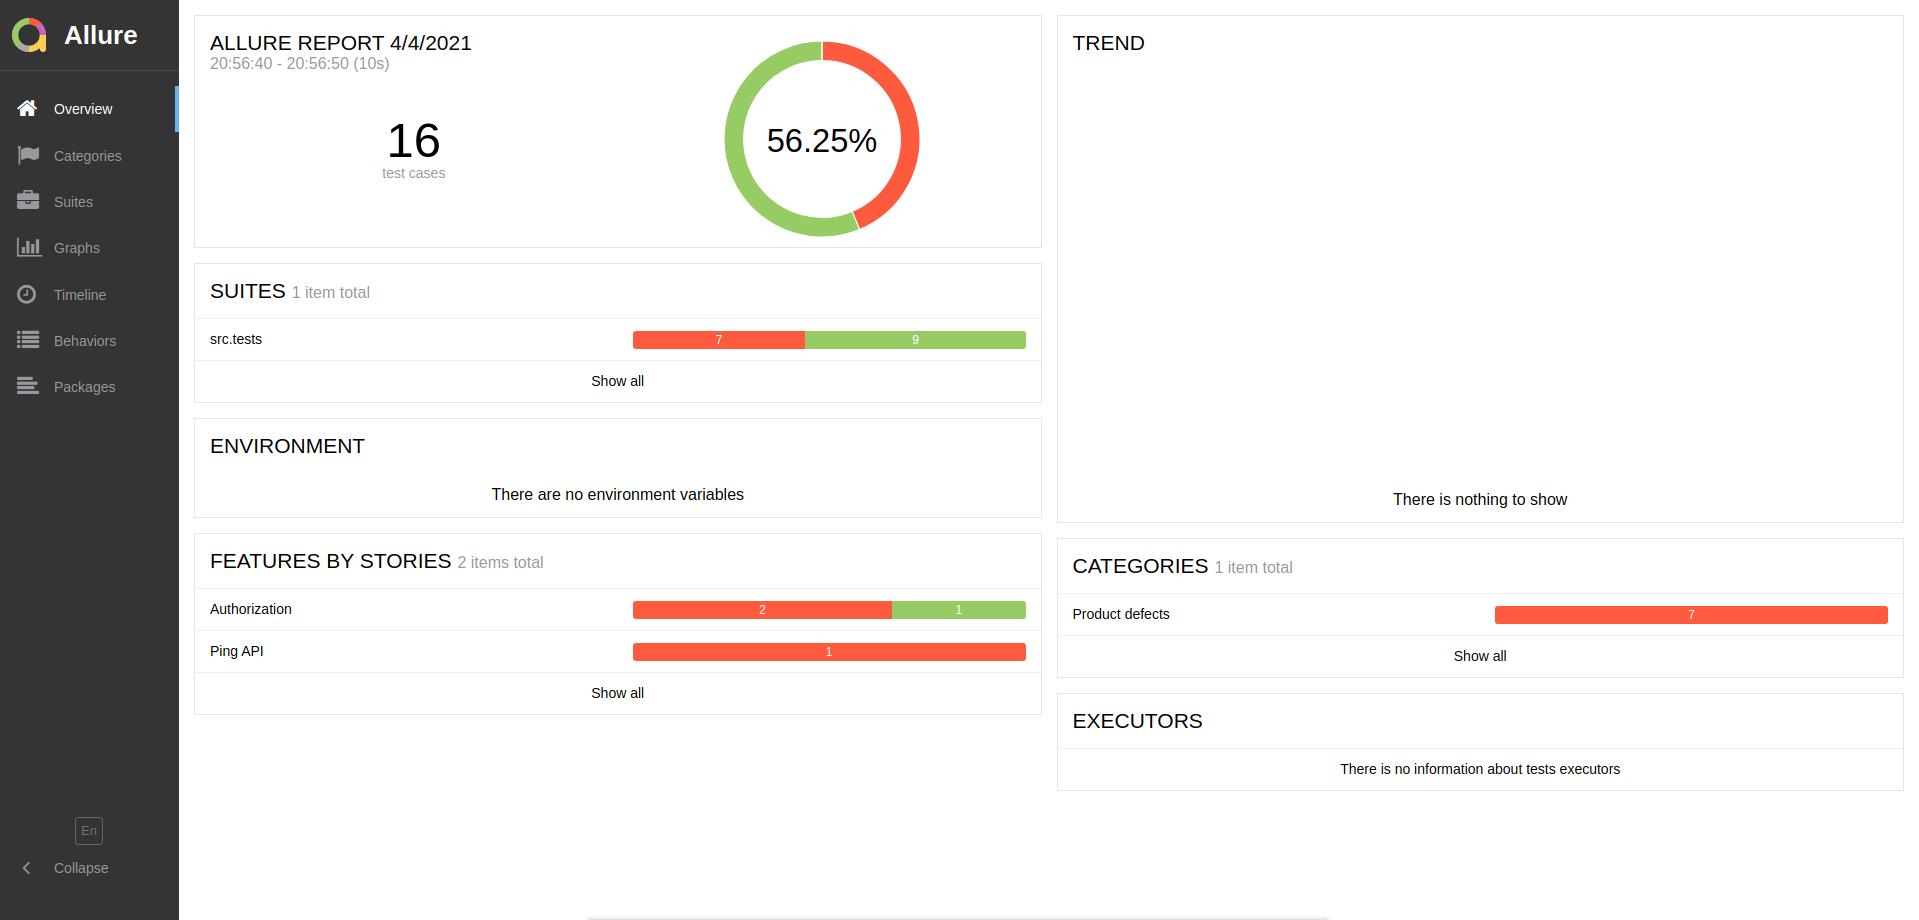 Allure
Overview
Categories
Suites
Graphs
Timeline
Behaviors
Packages
En
Collapse
ALLURE REPORT 4/4/2021
20:56:40 - 20:56:50 (10s)
16
test cases
56.25%
SUITES 1 item total
src.tests 7 9
Show all
ENVIRONMENT
There are no environment variables
FEATURES BY STORIES 2 items total
Authorization 2 1
Ping API 1
Show all
TREND
There is nothing to show
CATEGORIES 1 item total
Product defects 7
Show all
EXECUTORS
There is no information about tests executors